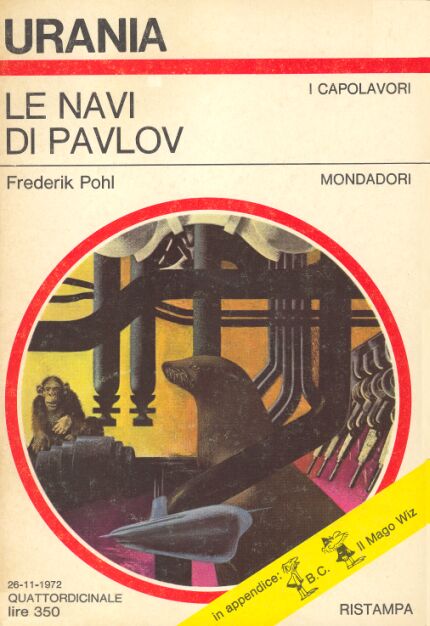 URANIA
LE NAVI
DI PAVLOV
I CAPOLAVORI
Frederik Pohl
MONDADORI
26-11-1972
QUATTORDICINALE
lire 350
in appendice:
B.C.
Il Mago Wiz
RISTAMPA